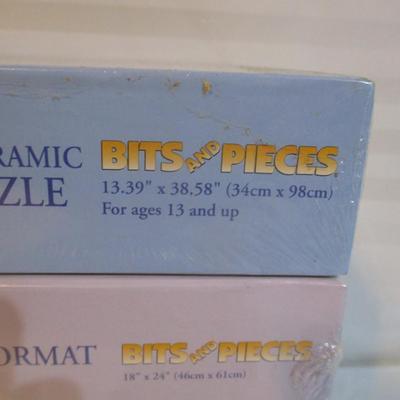 RAMIC
ZLE
BITS AND PIECES
13.39" x 38.58" (34cm x 98cm)
For ages 13 and up
ORMAT
BITS AND PIECES
18" x 24" (46cm x 61cm)